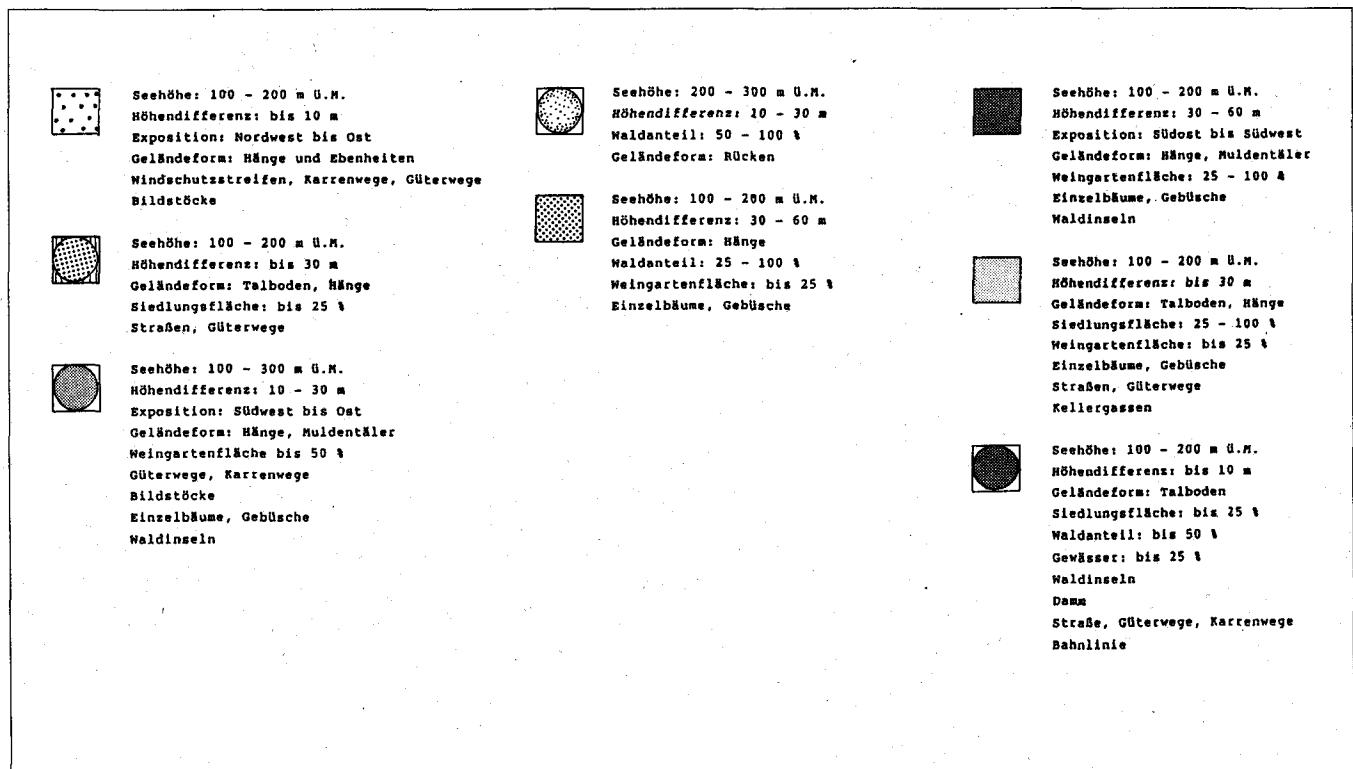 Seehöhe: 100 - 200 m ü.M.
Höhendifferenz: bis 10 m
Exposition: Nordwest bis Ost
Geländeform: Hänge und Ebenheiten
Windschutzstreifen, Karrenwege, Güterwege
Bildstöcke
Seehöhe: 100 - 200 m ü.M.
Höhendifferenz: bis 30 m
Geländeform: Talboden, Hänge
Siedlungsfläche: bis 25 %
Straßen, Güterwege
Seehöhe: 100 - 300 m ü.M.
Höhendifferenz: 10 - 30 m
Exposition: Südwest bis Ost
Geländeform: Hänge, Muldentäler
Weingartenfläche bis 50 %
Güterwege, Karrenwege
Bildstöcke
Einzelbäume, Gebüsche
Waldinseln
Seehöhe: 200 - 300 m ü.M.
Höhendifferenz: 10 - 30 m
Waldanteil: 50 - 100 %
Geländeform: Rücken
Seehöhe: 100 - 200 m ü.M.
Höhendifferenz: 30 - 60 m
Geländeform: Hänge
Waldanteil: 25 - 100 %
Weingartenfläche: bis 25 %
Einzelbäume, Gebüsche
Seehöhe: 100 - 200 m ü.M.
Höhendifferenz: 30 - 60 m
Exposition: Südost bis Südwest
Geländeform: Hänge, Muldentäler
Weingartenfläche: 25 - 100 %
Einzelbäume, Gebüsche
Waldinseln
Seehöhe: 100 - 200 m ü.M.
Höhendifferenz: bis 30 m
Geländeform: Talboden, Hänge
Siedlungsfläche: 25 - 100 %
Weingartenfläche: bis 25 %
Einzelbäume, Gebüsche
Straßen, Güterwege
Kellergassen
Seehöhe: 100 - 200 m ü.M.
Höhendifferenz: bis 10 m
Geländeform: Talboden
Siedlungsfläche: bis 25 %
Waldanteil: bis 50 %
Gewässer: bis 25 %
Waldinseln
Damm
Straße, Güterwege, Karrenwege
Bahnlinie